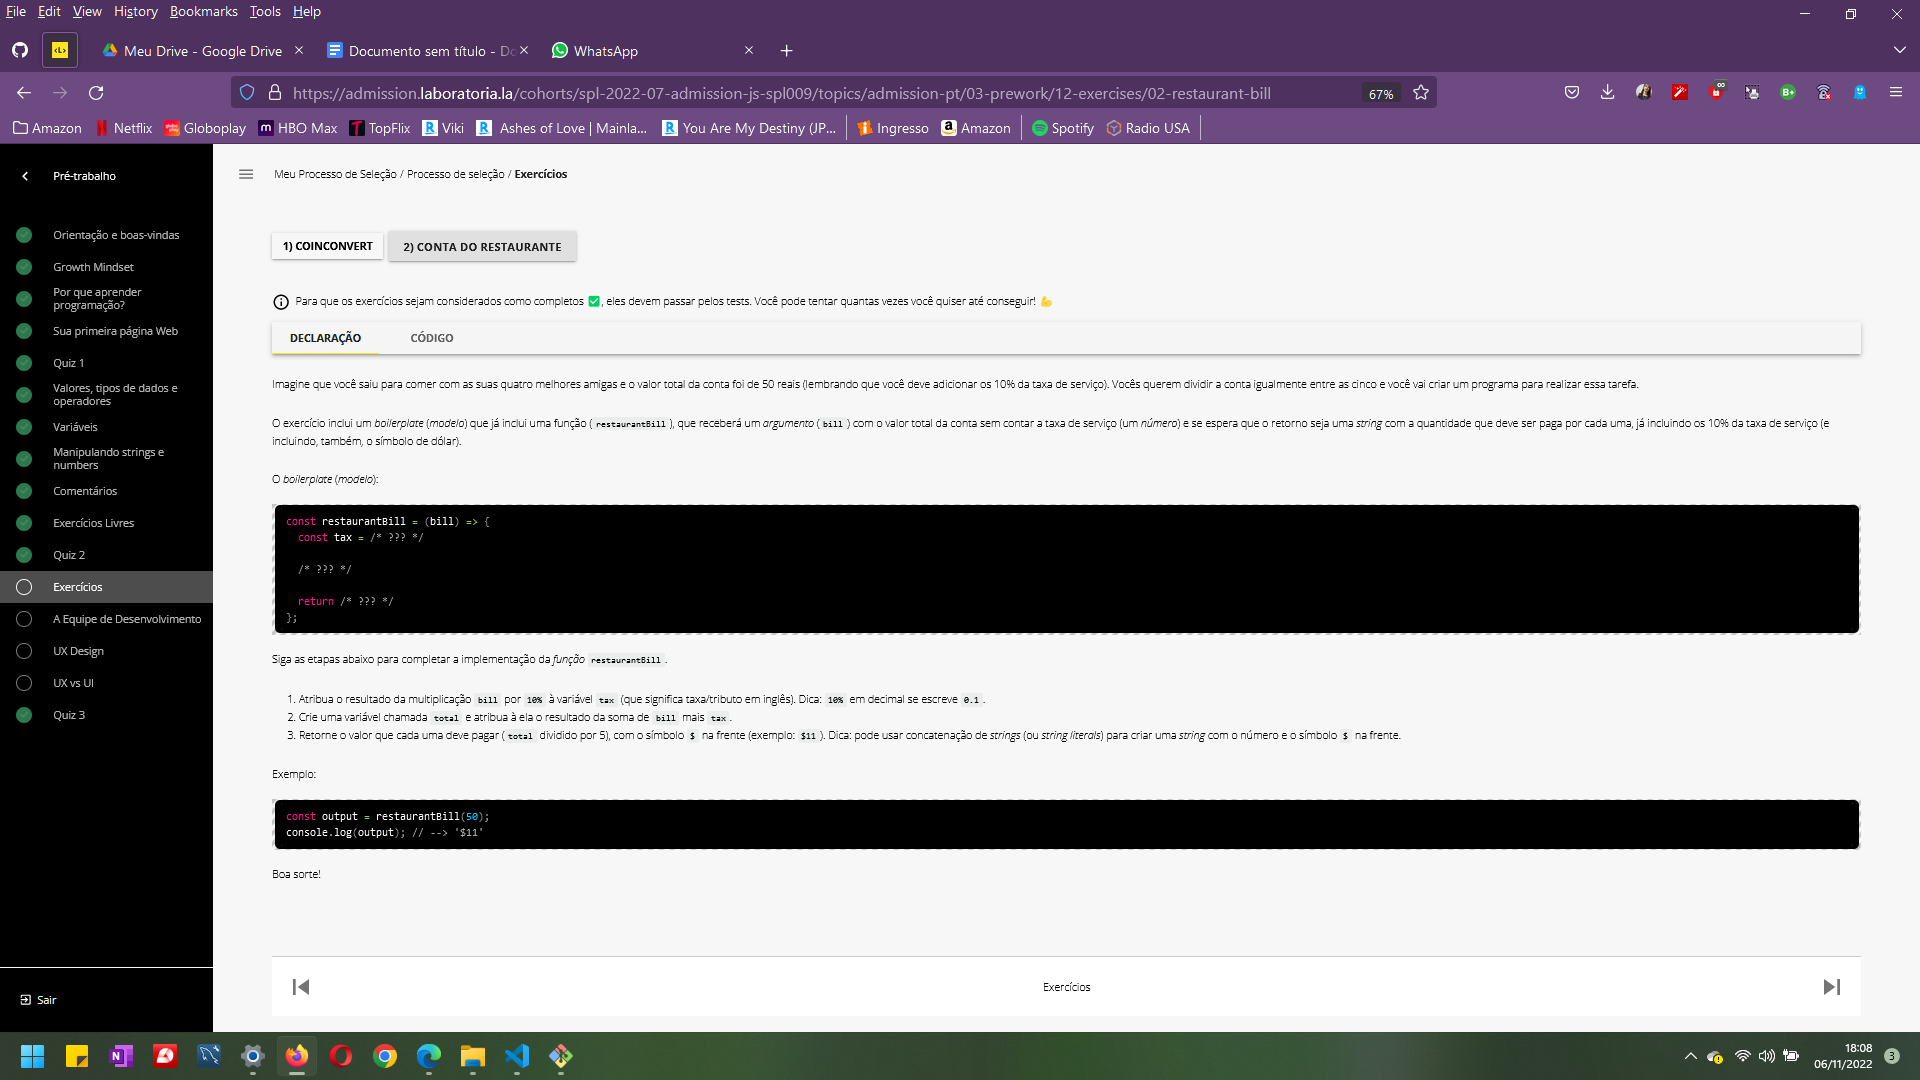 File Edit View History Bookmarks Tools Help
Meu Drive - Google Drive
Documento sem título - Do
WhatsApp
https://admission.laboratoria.la/cohorts/spl-2022-07-admission-js-spl009/topics/admission-pt/03-prework/12-exercises/02-restaurant-bill
67%
Amazon Netflix Globoplay HBO Max TopFlix Viki Ashes of Love | Mainla... You Are My Destiny (JP... Ingresso Amazon Spotify Radio USA
Pré-trabalho
Orientação e boas-vindas
Growth Mindset
Por que aprender
programação?
Sua primeira página Web
Quiz 1
Valores, tipos de dados e
operadores
Variáveis
Manipulando strings e
numbers
Comentários
Exercícios Livres
Quiz 2
Exercícios
A Equipe de Desenvolvimento
UX Design
UX vs UI
Quiz 3
Sair
Meu Processo de Seleção / Processo de seleção / Exercícios
1) COINCONVERT
2) CONTA DO RESTAURANTE
Para que os exercícios sejam considerados como completos ✅, eles devem passar pelos tests. Você pode tentar quantas vezes você quiser até conseguir! 💪
DECLARAÇÃO
CÓDIGO
Imagine que você saiu para comer com as suas quatro melhores amigas e o valor total da conta foi de 50 reais (lembrando que você deve adicionar os 10% da taxa de serviço). Vocês querem dividir a conta igualmente entre as cinco e você vai criar um programa para realizar essa tarefa.
O exercício inclui um boilerplate (modelo) que já inclui uma função ( restaurantBill ), que receberá um argumento ( bill ) com o valor total da conta sem contar a taxa de serviço (um número) e se espera que o retorno seja uma string com a quantidade que deve ser paga por cada uma, já incluindo os 10% da taxa de serviço (e
incluindo, também, o símbolo de dólar).
O boilerplate (modelo):
const restaurantBill = (bill) => {
const tax = /* ??? */
/* ??? */
return /* ??? */
};
Siga as etapas abaixo para completar a implementação da função restaurantBill .
1. Atribua o resultado da multiplicação bill por 10% à variável tax (que significa taxa/tributo em inglês). Dica: 10% em decimal se escreve 0.1 .
2. Crie uma variável chamada total e atribua à ela o resultado da soma de bill mais tax .
3. Retorne o valor que cada uma deve pagar ( total dividido por 5), com o símbolo $ na frente (exemplo: $11 ). Dica: pode usar concatenação de strings (ou string literals) para criar uma string com o número e o símbolo $ na frente.
Exemplo:
const output = restaurantBill(50);
console.log(output); // --> '$11'
Boa sorte!
Exercícios
18:08
06/11/2022
3